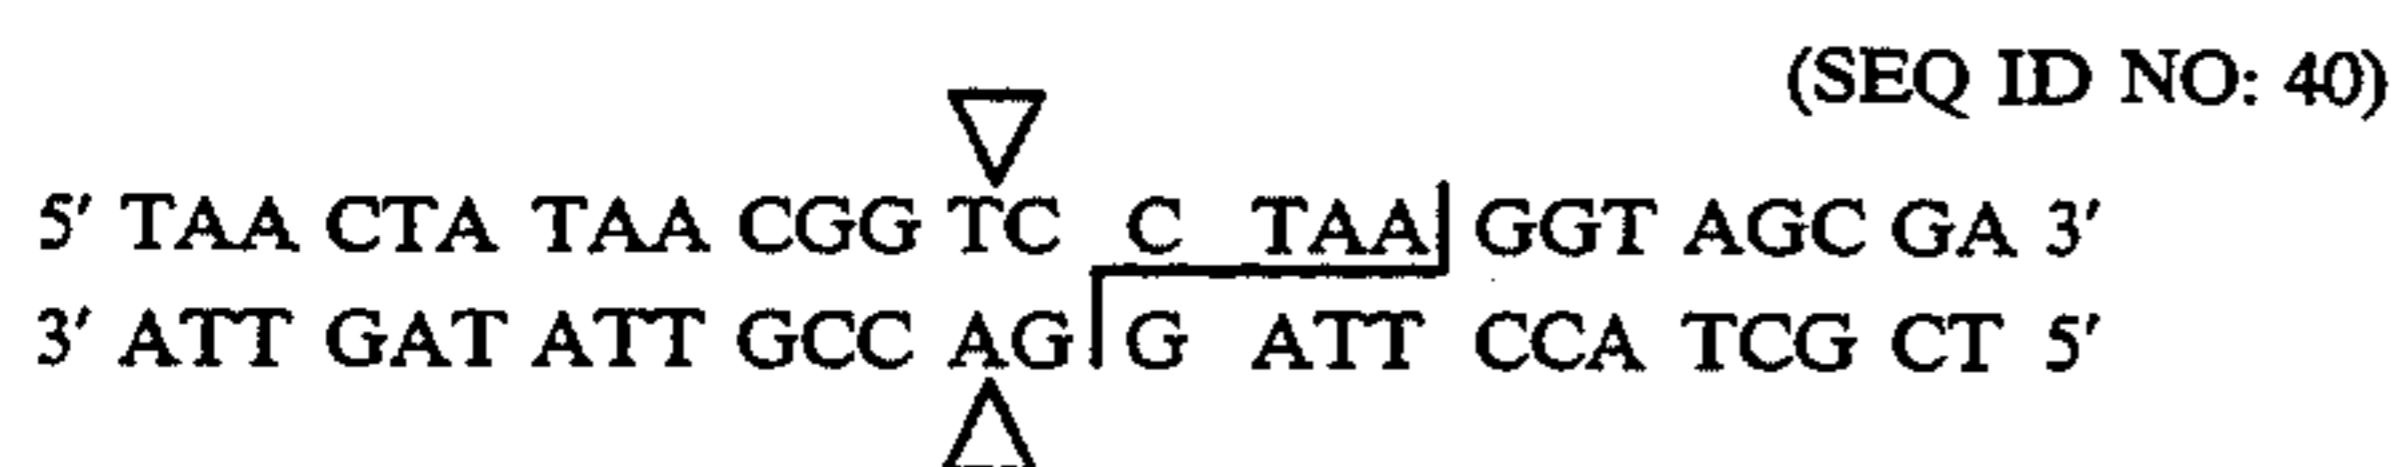 (SEQ ID NO: 40)
5′ TAA CTA TAA CGG TC C TAA GGT AGC GA 3′
3′ ATT GAT ATT GCC AG G ATT CCA TCG CT 5′